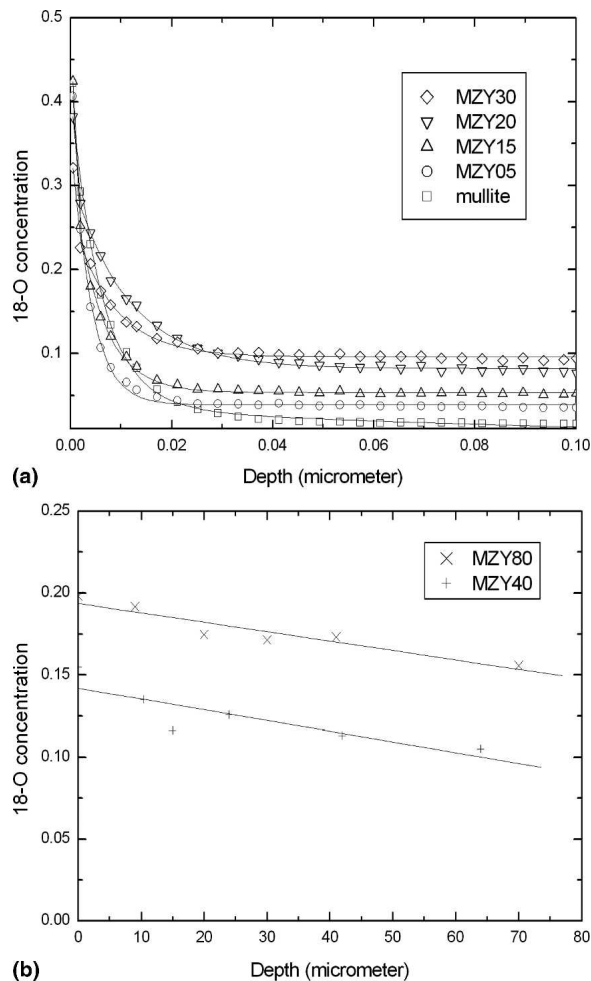 0.5
0.4
0.3
0.2
0.1
18-O concentration
MZY30
MZY20
MZY15
MZY05
mullite
0.00 0.02 0.04 0.06 0.08 0.10
(a) Depth (micrometer)
0.25
0.20
0.15
0.10
0.05
0.00
18-O concentration
MZY80
MZY40
0 10 20 30 40 50 60 70 80
(b) Depth (micrometer)